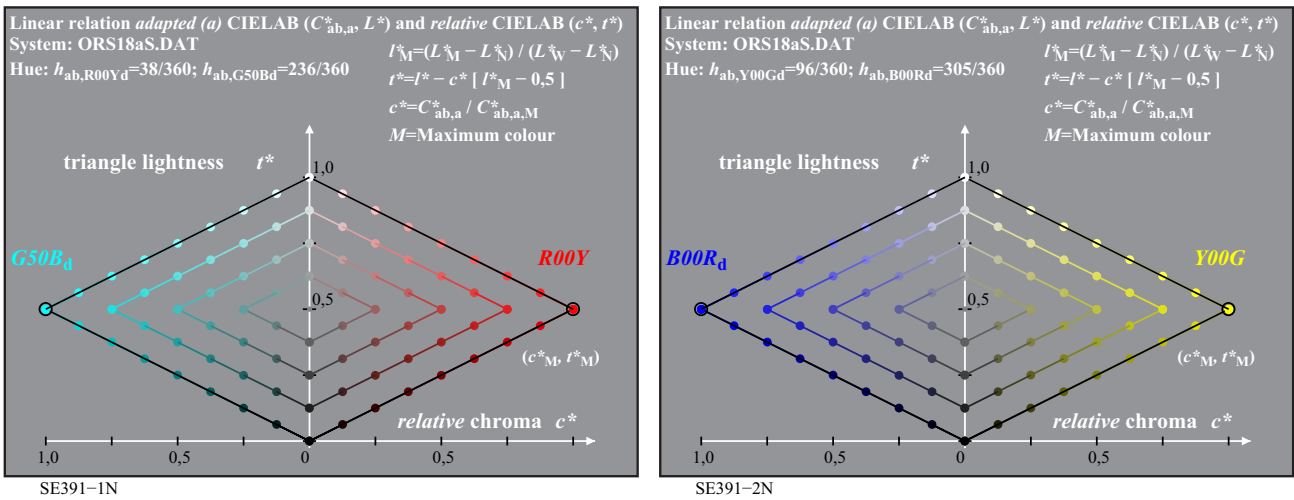 Linear relation adapted (a) CIELAB (C*ab,a, L*) and relative CIELAB (c*, t*)
System: ORS18aS.DAT
l*M=(L*M − L*N) / (L*W − L*N)
Hue: hab,R00Yd=38/360; hab,G50Bd=236/360
t*=l* − c* [ l*M − 0,5 ]
c*=C*ab,a / C*ab,a,M
M=Maximum colour
triangle lightness t*
1,0
G50Bd
R00Y
0,5
(c*M, t*M)
relative chroma c*
1,0 0,5 0 0,5
SE391−1N
Linear relation adapted (a) CIELAB (C*ab,a, L*) and relative CIELAB (c*, t*)
System: ORS18aS.DAT
l*M=(L*M − L*N) / (L*W − L*N)
Hue: hab,Y00Gd=96/360; hab,B00Rd=305/360
t*=l* − c* [ l*M − 0,5 ]
c*=C*ab,a / C*ab,a,M
M=Maximum colour
triangle lightness t*
1,0
B00Rd
Y00G
0,5
(c*M, t*M)
relative chroma c*
1,0 0,5 0 0,5
SE391−2N